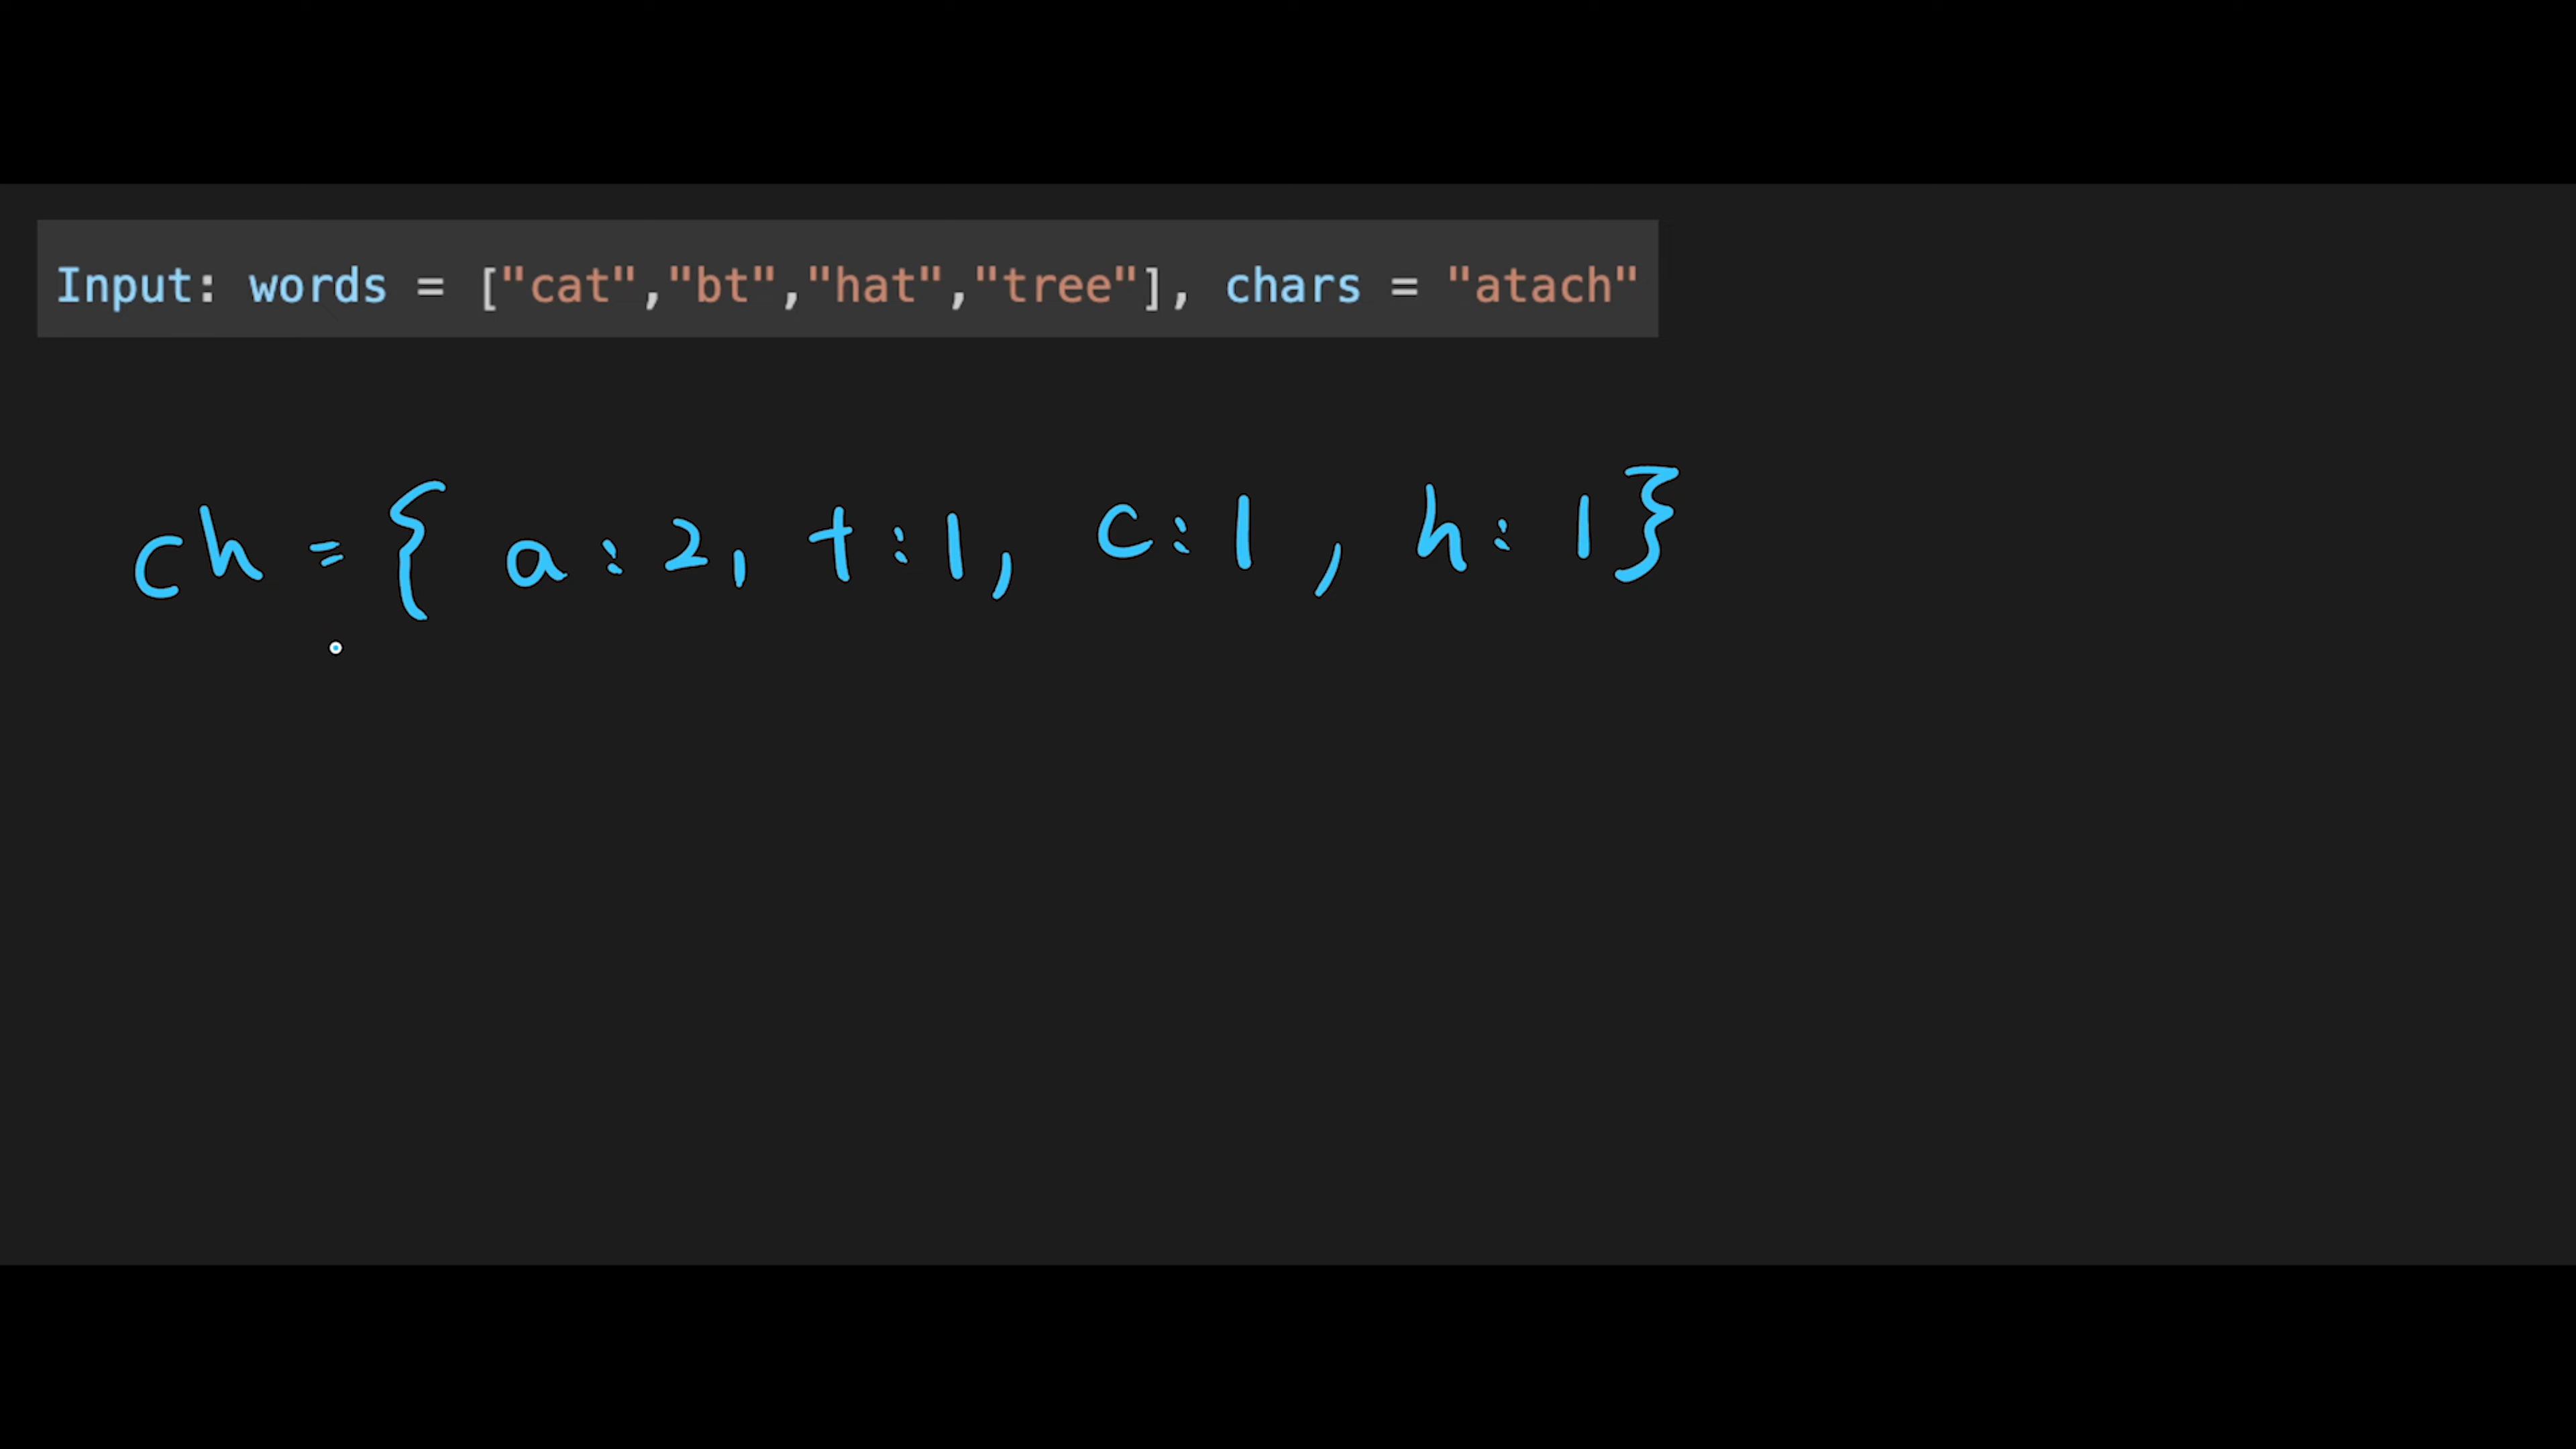 Input: words = ["cat","bt","hat","tree"], chars = "atach"
ch = { a : 2, t : 1, c : 1 , h : 1 }